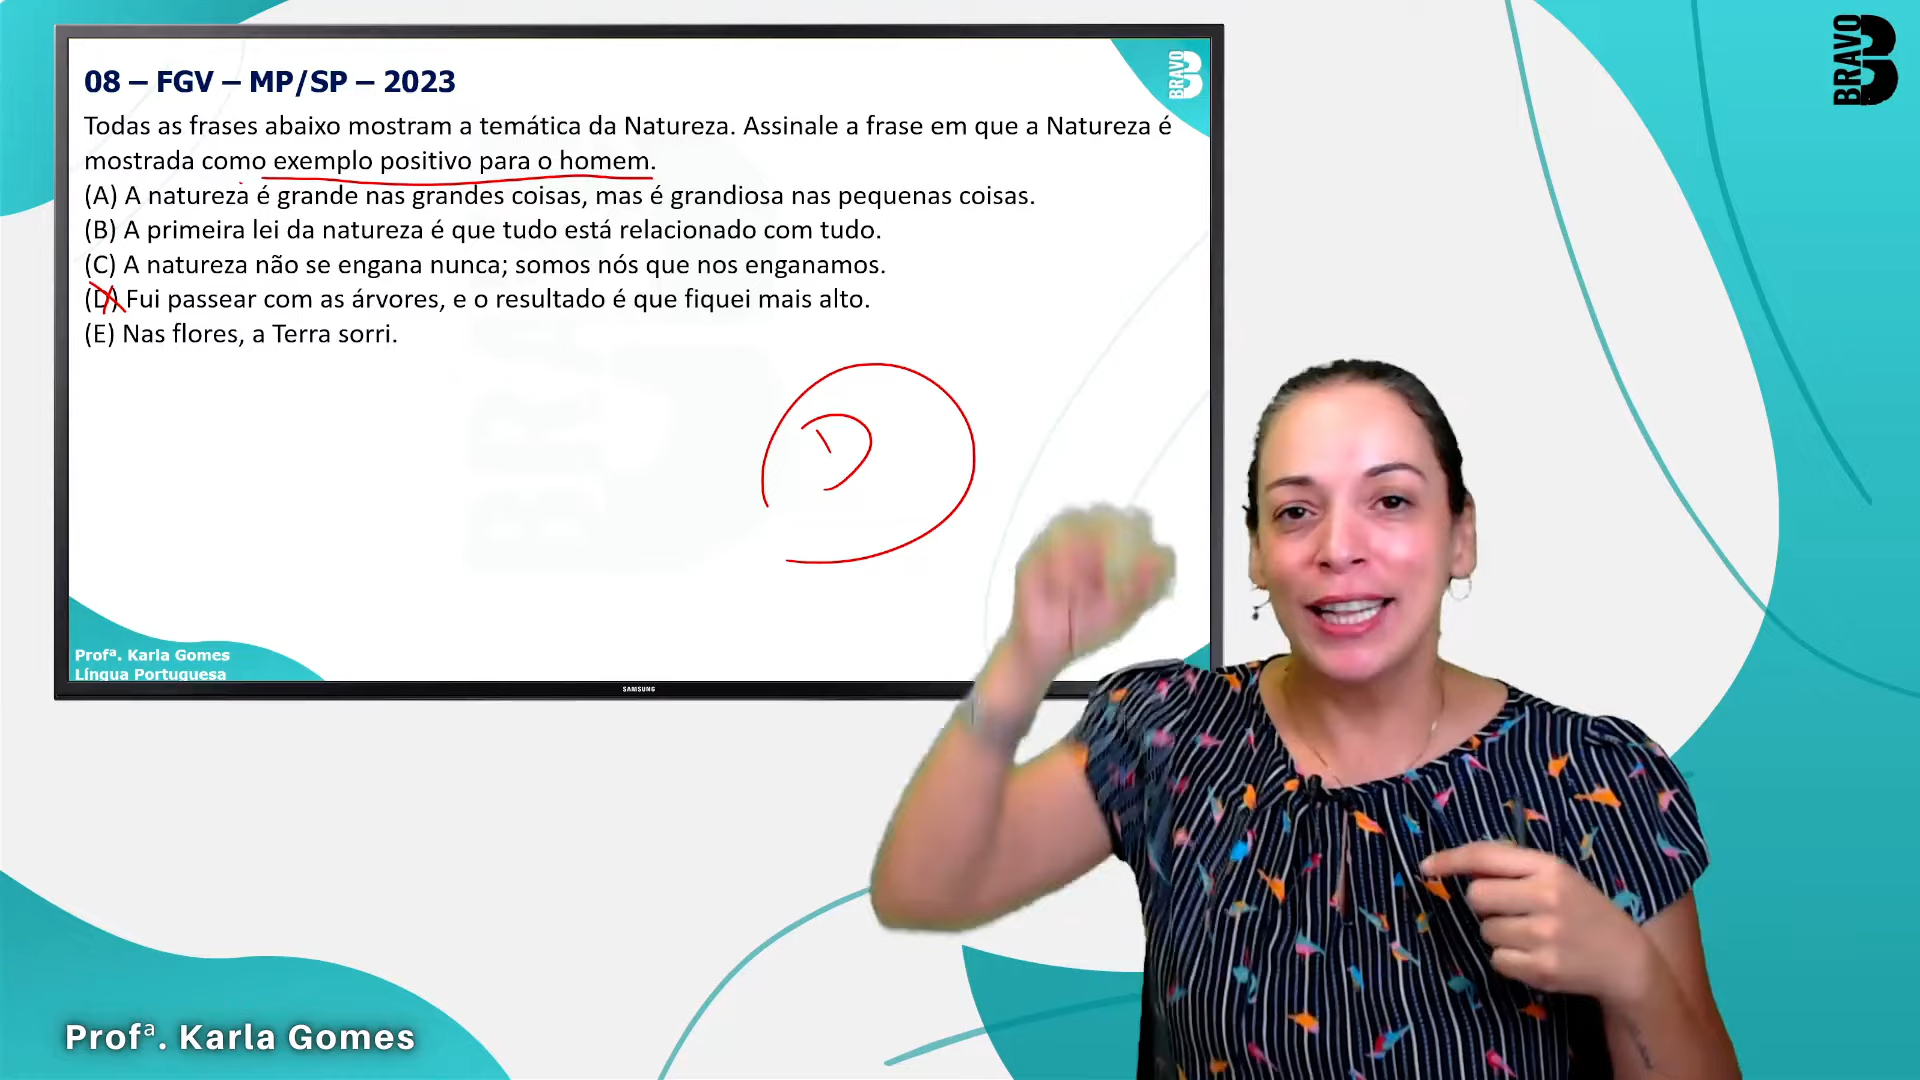 BRAVO
08 – FGV – MP/SP – 2023
BRAVO
Todas as frases abaixo mostram a temática da Natureza. Assinale a frase em que a Natureza é
mostrada como exemplo positivo para o homem.
(A) A natureza é grande nas grandes coisas, mas é grandiosa nas pequenas coisas.
(B) A primeira lei da natureza é que tudo está relacionado com tudo.
(C) A natureza não se engana nunca; somos nós que nos enganamos.
(D) Fui passear com as árvores, e o resultado é que fiquei mais alto.
(E) Nas flores, a Terra sorri.
D
Profª. Karla Gomes
Língua Portuguesa
SAMSUNG
Profª. Karla Gomes